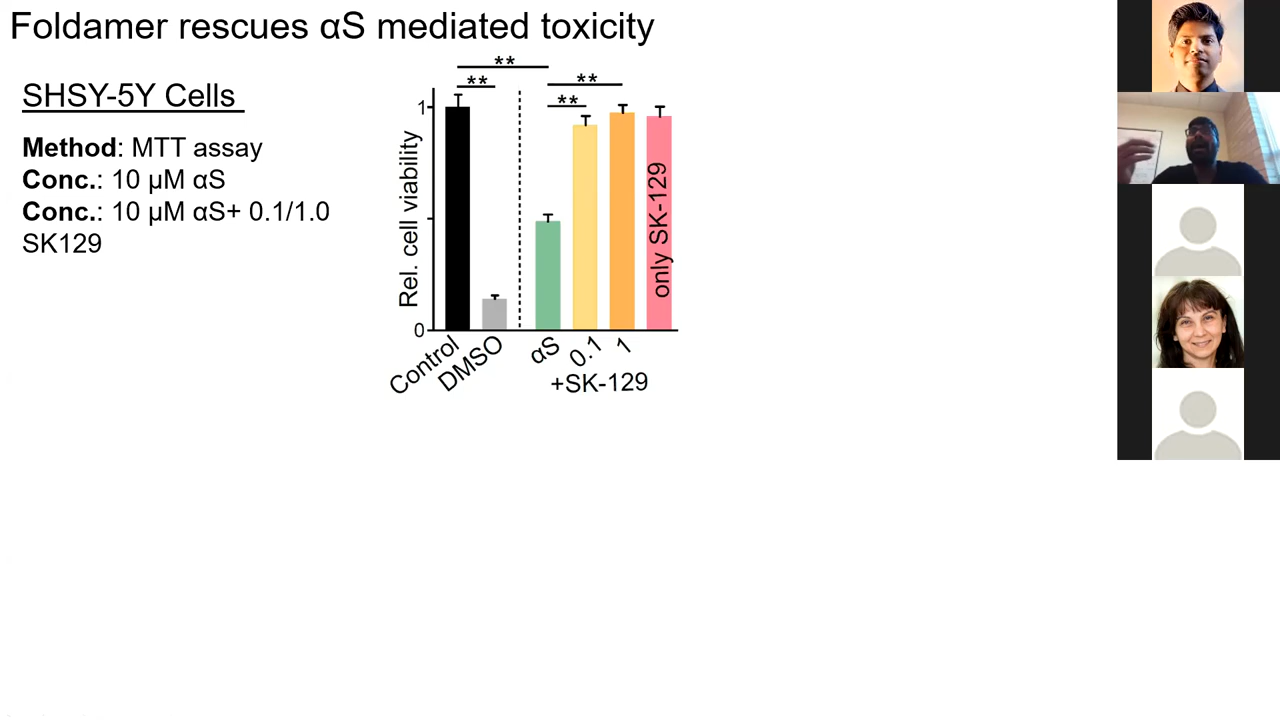 Foldamer rescues αS mediated toxicity
SHSY-5Y Cells
Method: MTT assay
Conc.: 10 μM αS
Conc.: 10 μM αS+ 0.1/1.0
SK129
**
**
**
**
1
0
Rel. cell viability
only SK-129
Control
DMSO
αS
0.1
1
+SK-129